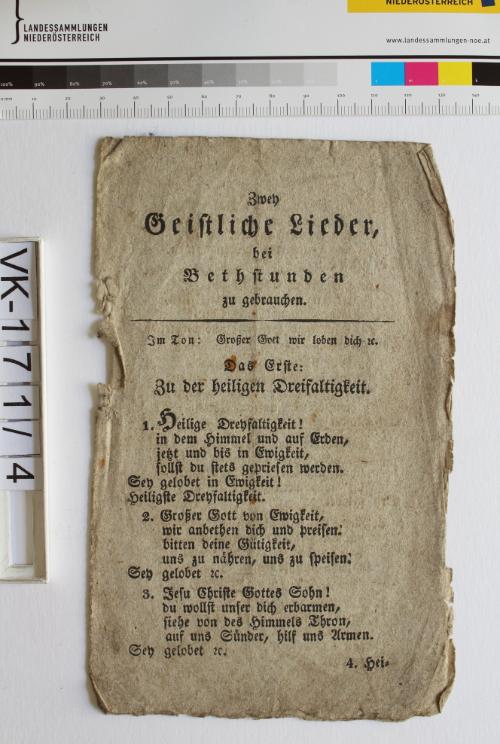 LANDESSAMMLUNGEN
NIEDERÖSTERREICH
NIEDERÖSTERREICH
www.landessammlungen-noe.at
VK-171/4
Zwey
Geiſtliche Lieder,
bei
Bethſtunden
zu gebrauchen.
Im Ton: Großer Gott wir loben dich ꝛc.
Das Erſte:
Zu der heiligen Dreifaltigkeit.
1. Heilige Dreyfaltigkeit!
in dem Himmel und auf Erden,
jetzt und bis in Ewigkeit,
ſollſt du ſtets geprieſen werden.
Sey gelobet in Ewigkeit!
Heiligſte Dreyfaltigkeit.
2. Großer Gott von Ewigkeit,
wir anbethen dich und preiſen:
bitten deine Gütigkeit,
uns zu nähren, uns zu ſpeiſen:
Sey gelobet ꝛc.
3. Jeſu Chriſte Gottes Sohn!
du wollſt unſer dich erbarmen,
ſiehe von des Himmels Thron,
auf uns Sünder, hilf uns Armen.
Sey gelobet ꝛc.
4. Hei-